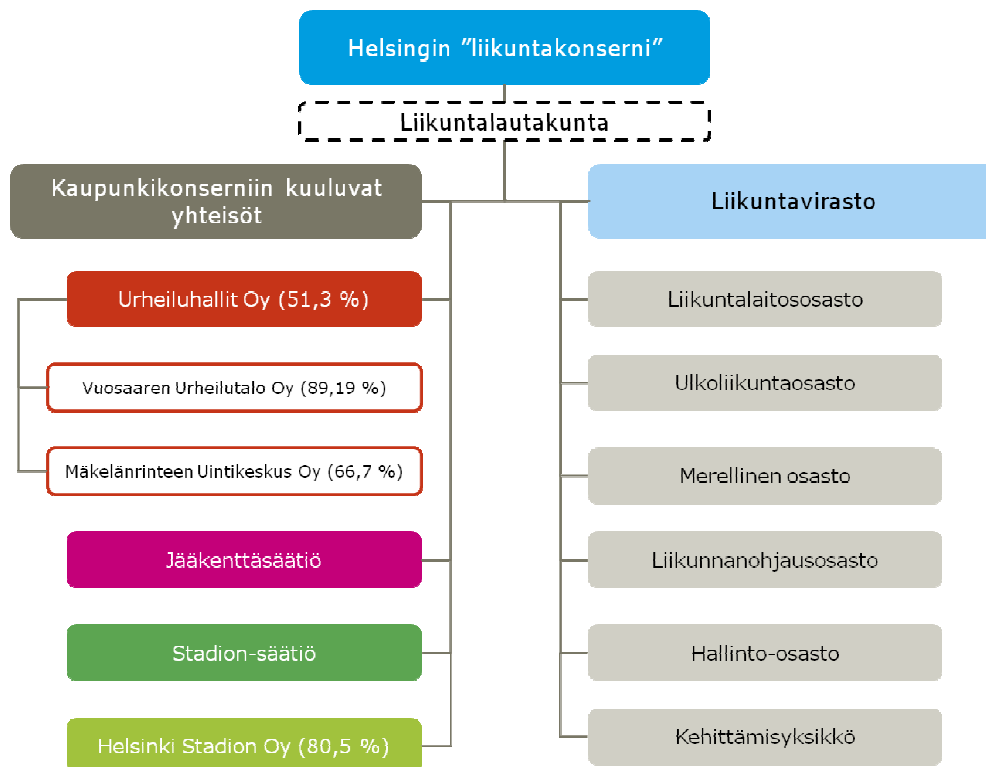 Helsingin ”liikuntakonserni”
Liikuntalautakunta
Kaupunkikonserniin kuuluvat
yhteisöt
Urheiluhallit Oy (51,3 %)
Vuosaaren Urheilutalo Oy (89,19 %)
Mäkelänrinteen Uintikeskus Oy (66,7 %)
Jääkenttäsäätiö
Stadion-säätiö
Helsinki Stadion Oy (80,5 %)
Liikuntavirasto
Liikuntalaitososasto
Ulkoliikuntaosasto
Merellinen osasto
Liikunnanohjausosasto
Hallinto-osasto
Kehittämisyksikkö